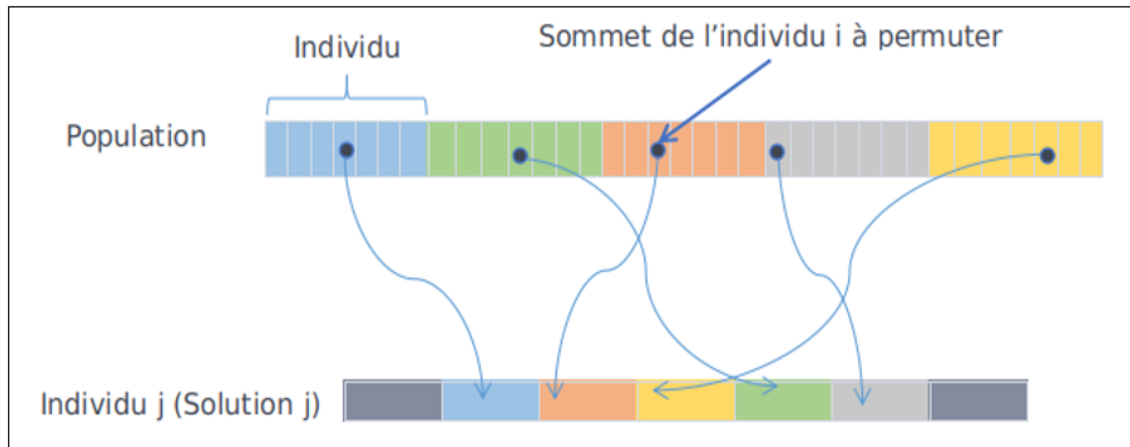 Individu
Sommet de l’individu i à permuter
Population
Individu j (Solution j)